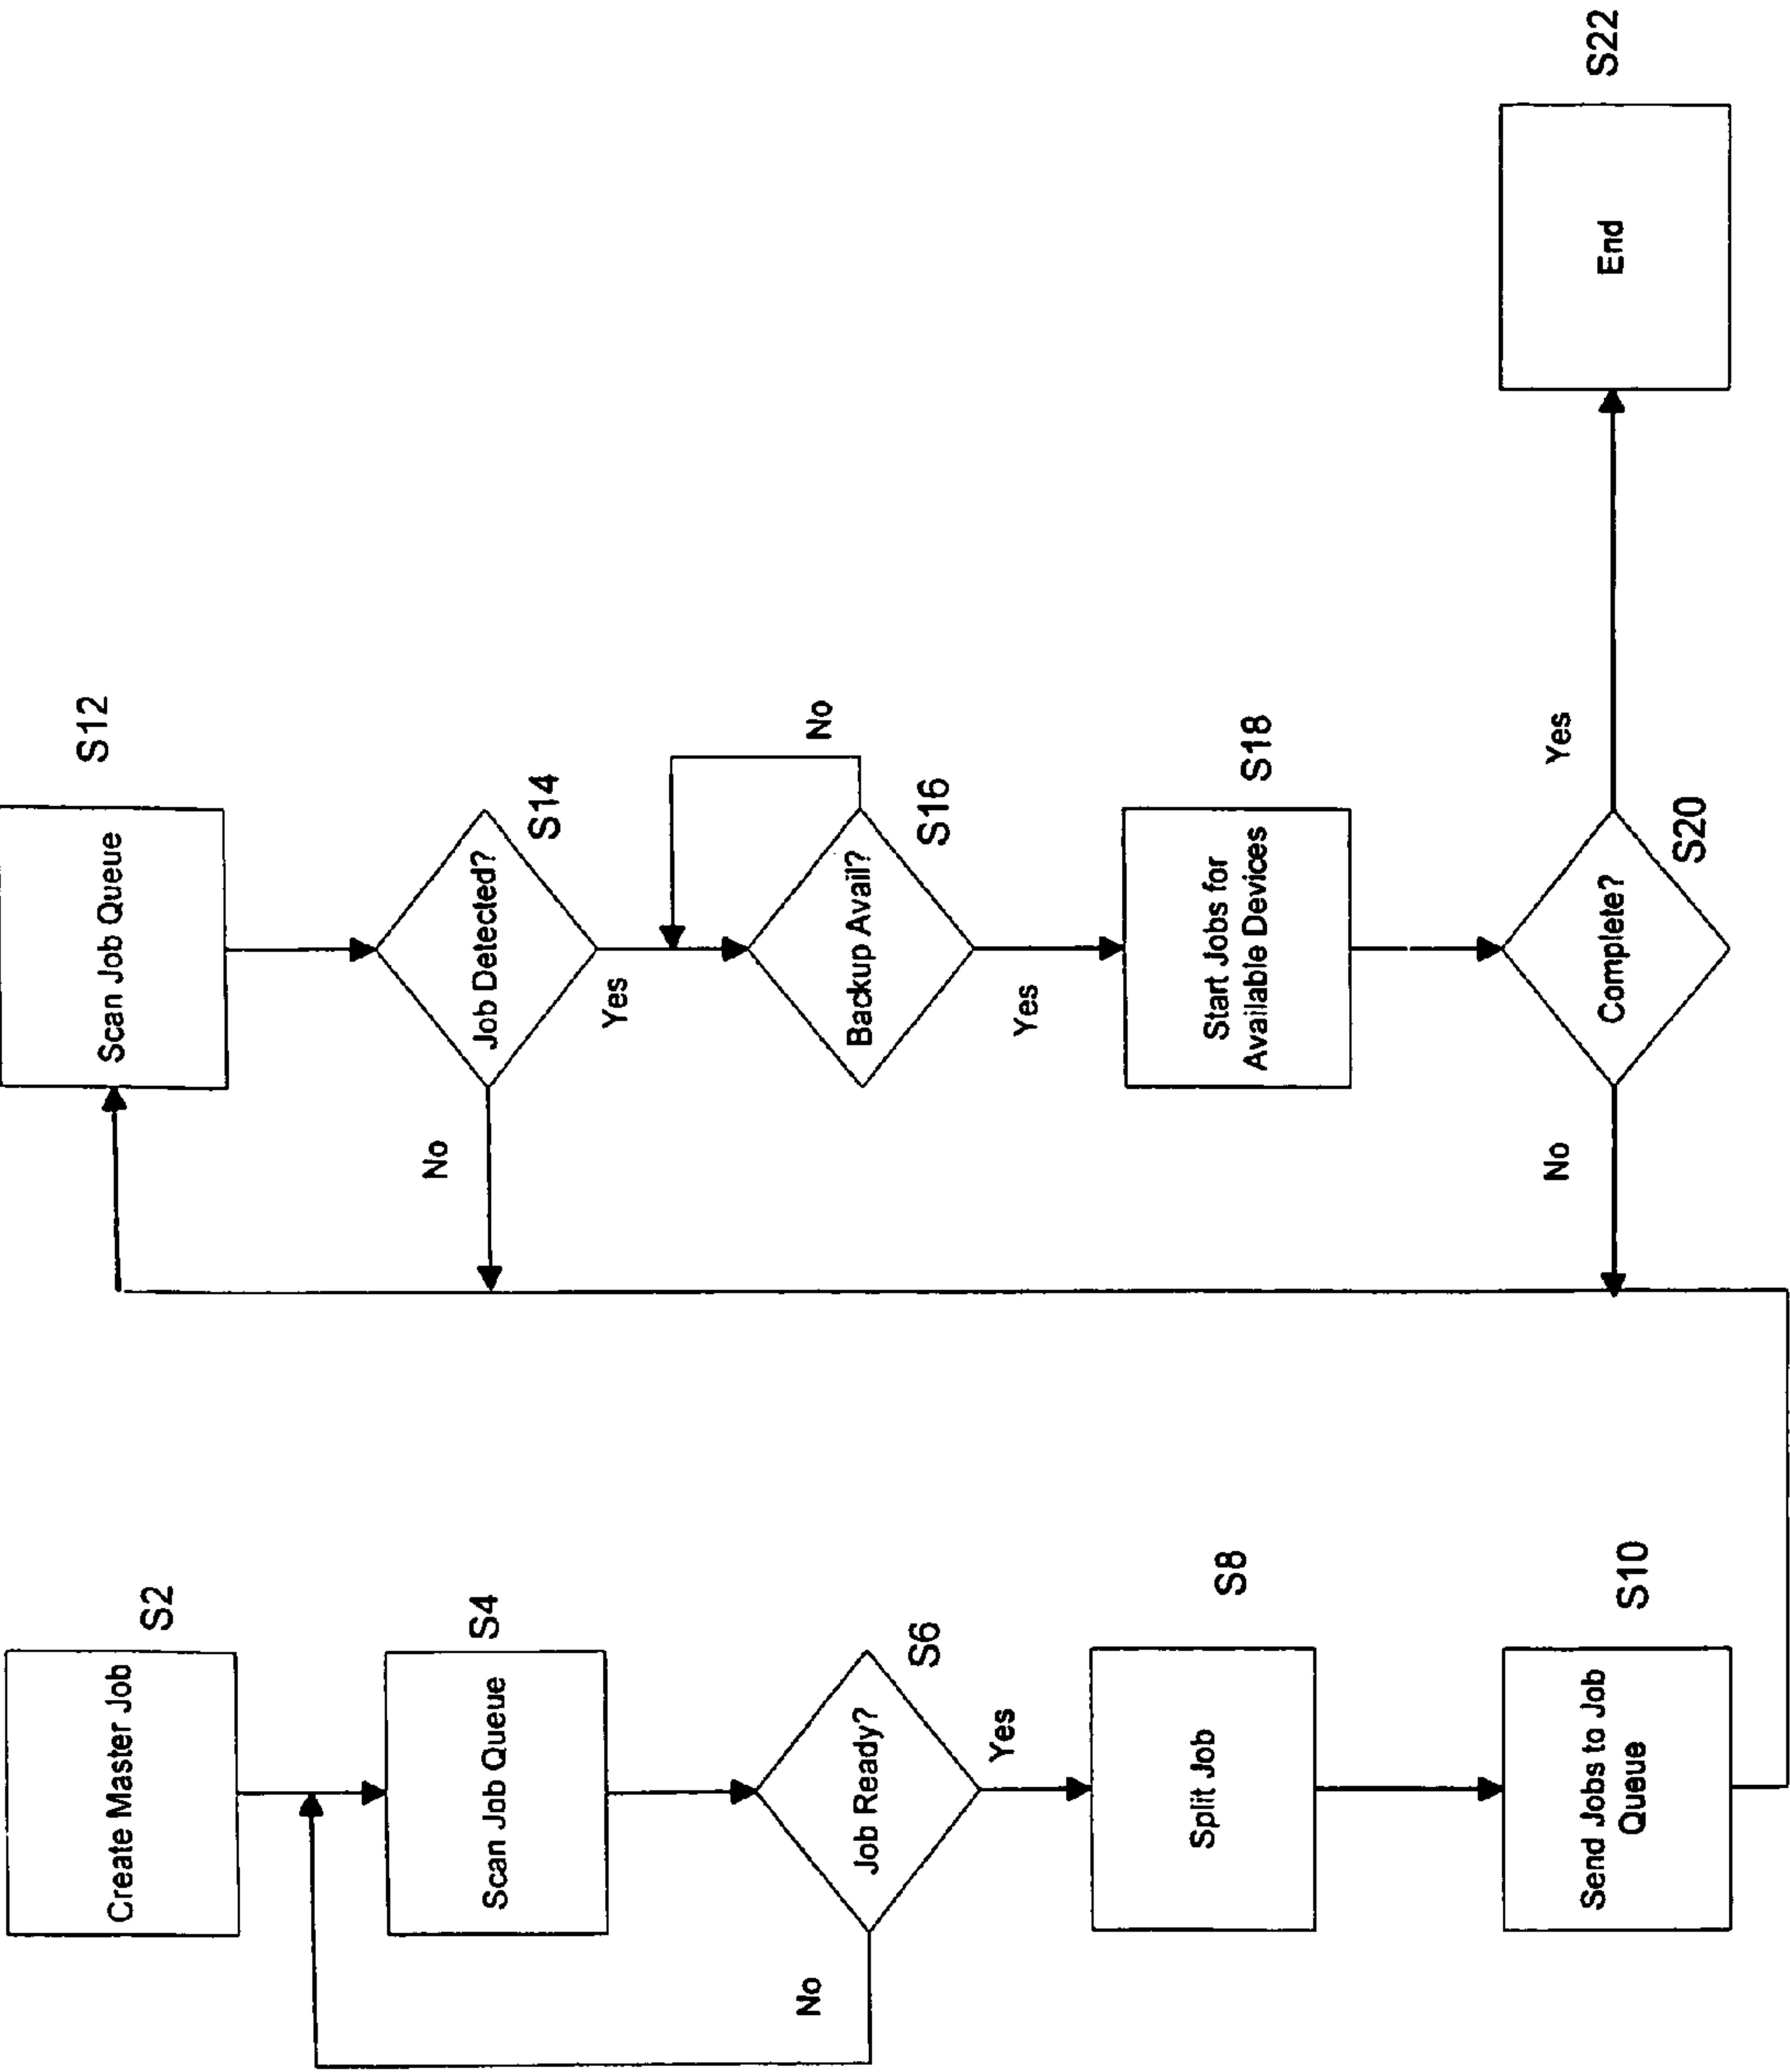 Create Master Job
S2
Scan Job Queue
S4
Job Ready?
S6
No
Yes
Split Job
S8
Send Jobs to Job
Queue
S10
Scan Job Queue
S12
Job Detected?
S14
No
Yes
Backup Avail?
S16
No
Yes
Start Jobs for
Available Devices
S18
Complete?
S20
No
Yes
End
S22